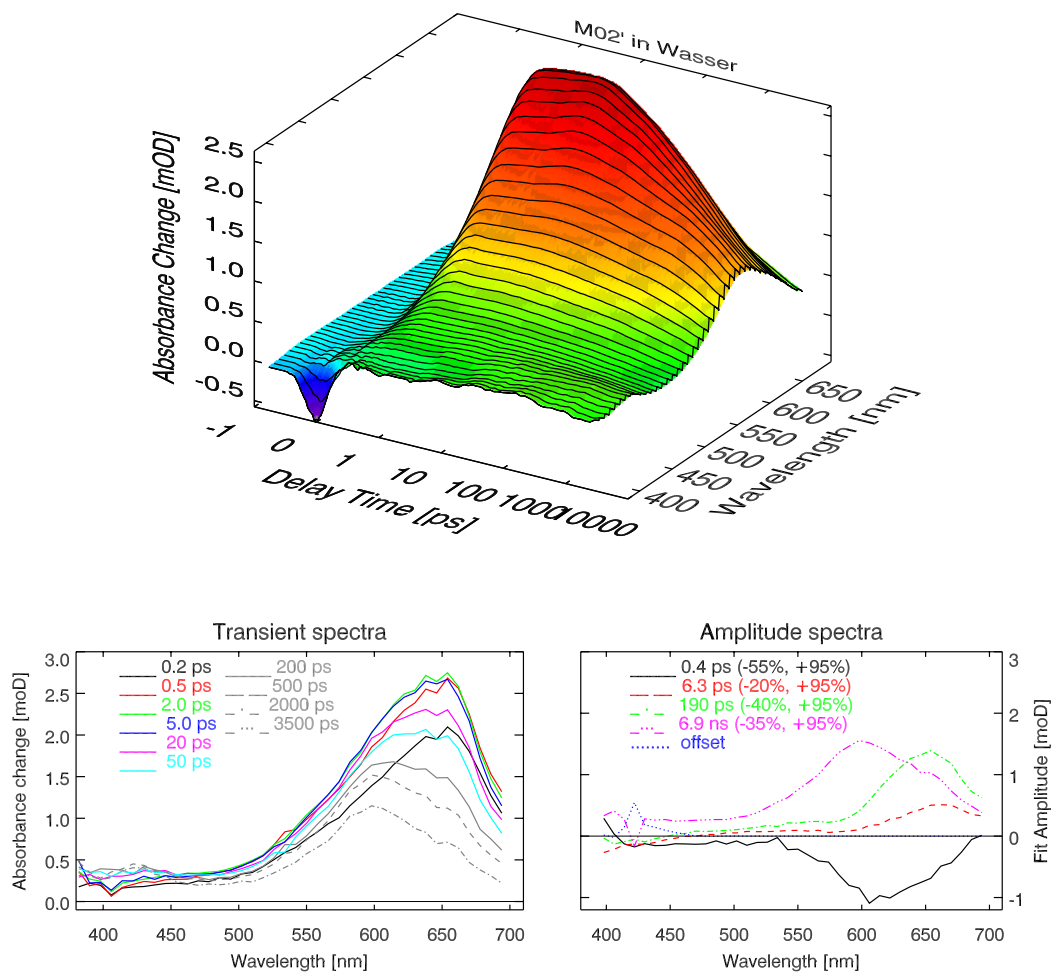 M02' in Wasser
Absorbance Change [mOD]
2.5
2.0
1.5
1.0
0.5
0.0
-0.5
-1
0
1
10
100
1000
10000
Delay Time [ps]
400
450
500
550
600
650
Wavelength [nm]
Transient spectra
Absorbance change [moD]
3.0
2.5
2.0
1.5
1.0
0.5
0.0
0.2 ps
0.5 ps
2.0 ps
5.0 ps
20 ps
50 ps
200 ps
500 ps
2000 ps
3500 ps
400 450 500 550 600 650 700
Wavelength [nm]
Amplitude spectra
0.4 ps (-55%, +95%)
6.3 ps (-20%, +95%)
190 ps (-40%, +95%)
6.9 ns (-35%, +95%)
offset
3
2
1
0
-1
Fit Amplitude [mOD]
400 450 500 550 600 650 700
Wavelength [nm]